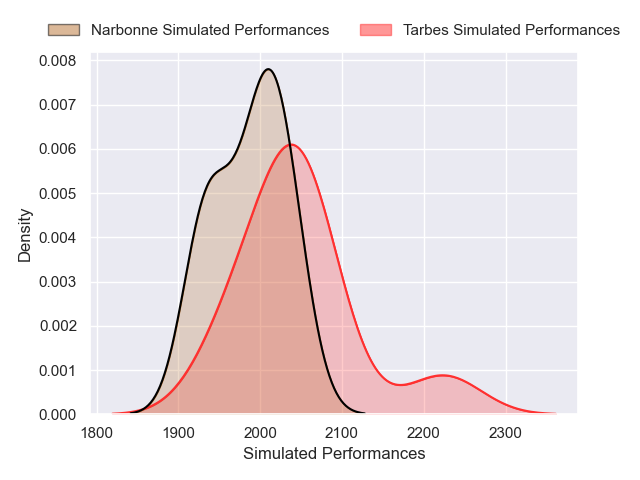 Narbonne Simulated Performances Tarbes Simulated Performances
0.008
0.007
0.006
0.005
0.004
0.003
0.002
0.001
0.000
Density
1800 1900 2000 2100 2200 2300
Simulated Performances